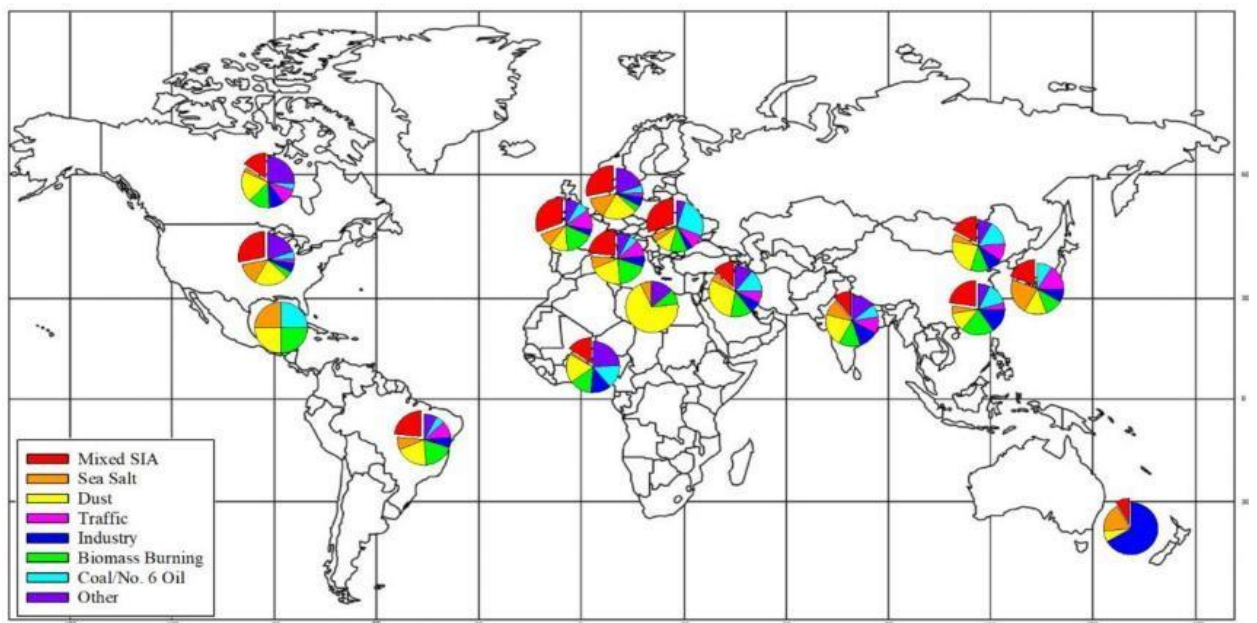 Mixed SIA
Sea Salt
Dust
Traffic
Industry
Biomass Burning
Coal/No. 6 Oil
Other